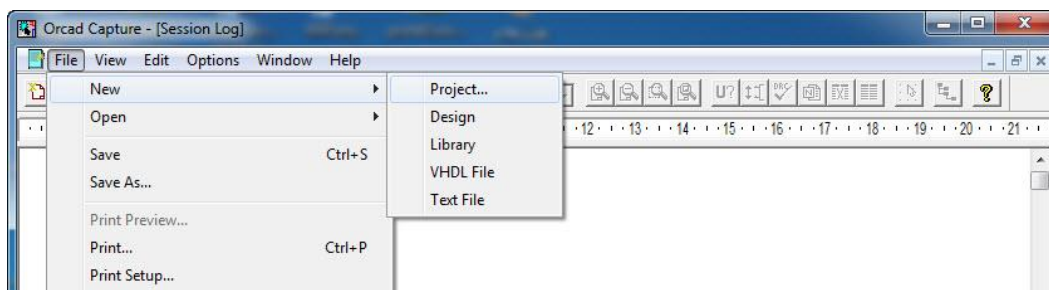 Orcad Capture - [Session Log]
File View Edit Options Window Help
U? DRC ?
12 13 14 15 16 17 18 19 20 21
New
Open
Save Ctrl+S
Save As...
Print Preview...
Print... Ctrl+P
Print Setup...
Project...
Design
Library
VHDL File
Text File